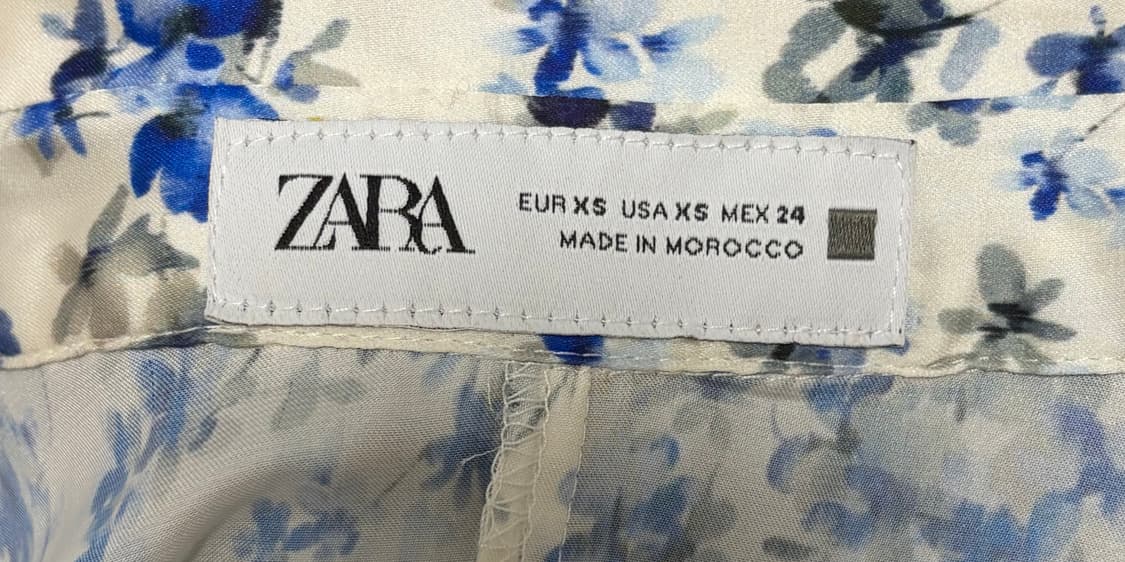 ZARA
EUR XS USA XS MEX 24
MADE IN MOROCCO